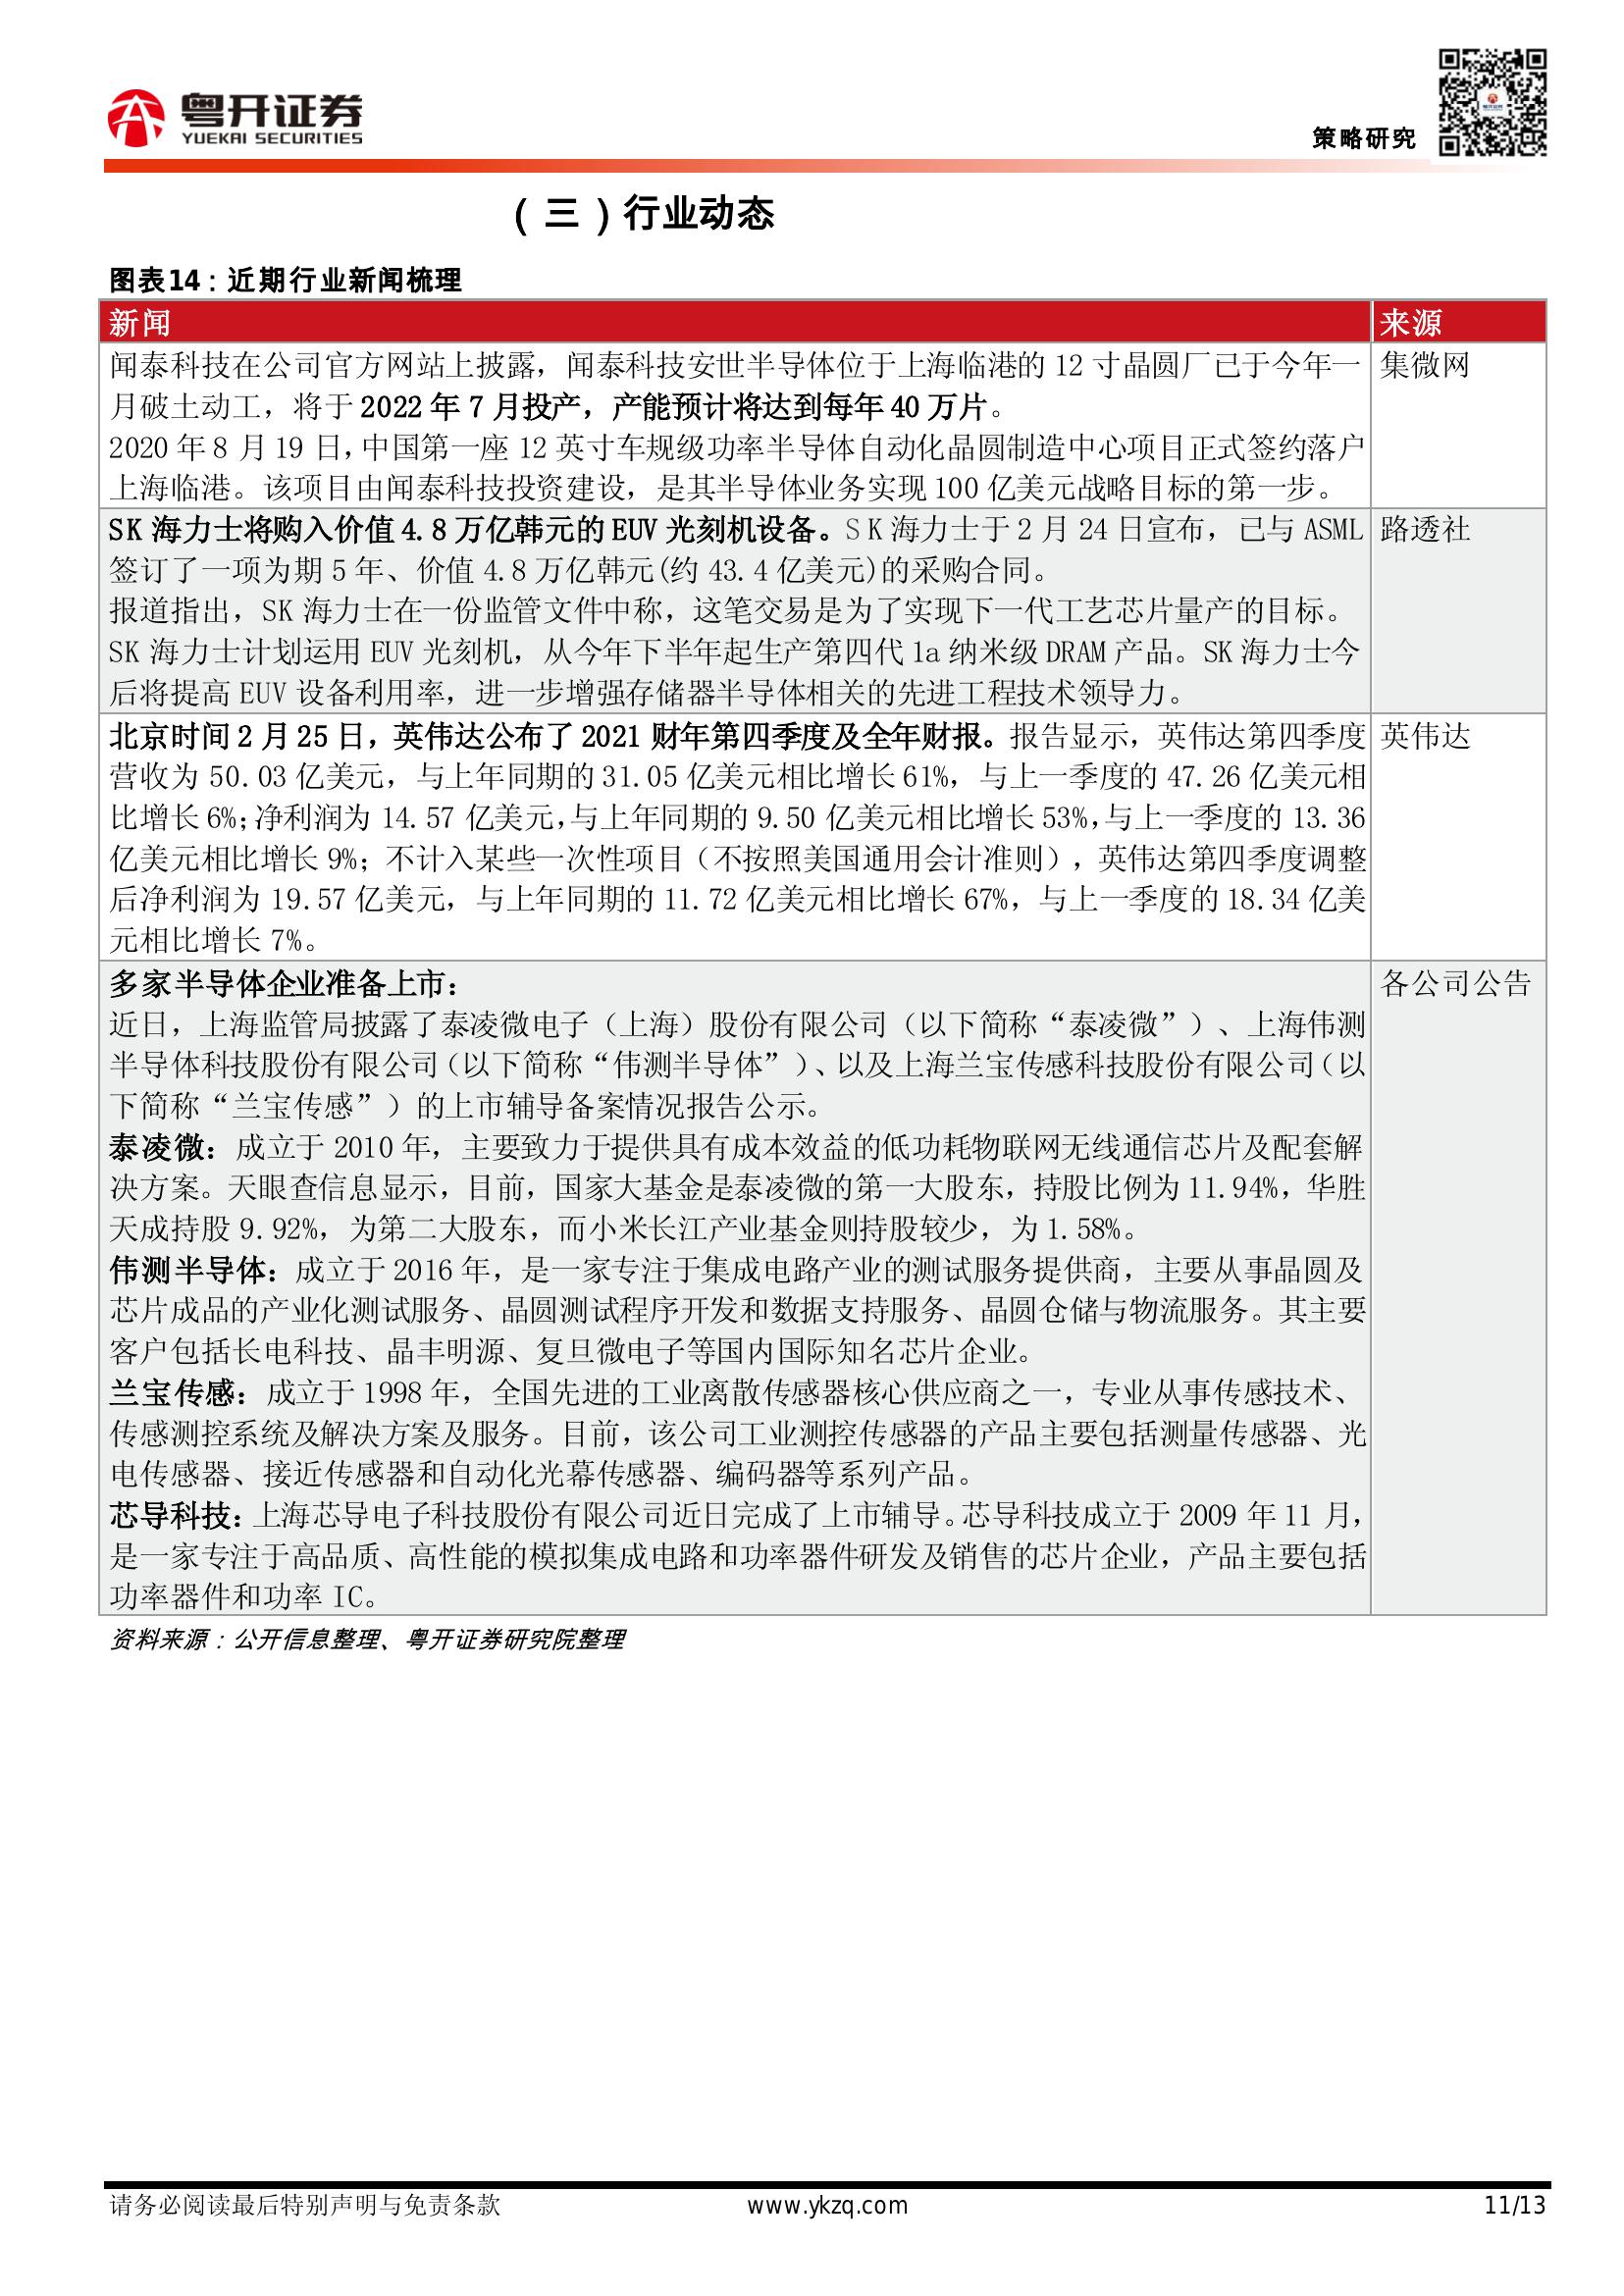 粤开证券
YUEKAI SECURITIES
策略研究
（三）行业动态
图表14：近期行业新闻梳理
新闻
来源
闻泰科技在公司官方网站上披露，闻泰科技安世半导体位于上海临港的 12 寸晶圆厂已于今年一
月破土动工，将于 2022 年 7 月投产，产能预计将达到每年 40 万片。
2020 年 8 月 19 日，中国第一座 12 英寸车规级功率半导体自动化晶圆制造中心项目正式签约落户
上海临港。该项目由闻泰科技投资建设，是其半导体业务实现 100 亿美元战略目标的第一步。
集微网
SK 海力士将购入价值 4.8 万亿韩元的 EUV 光刻机设备。SK 海力士于 2 月 24 日宣布，已与 ASML
签订了一项为期 5 年、价值 4.8 万亿韩元(约 43.4 亿美元)的采购合同。
报道指出，SK 海力士在一份监管文件中称，这笔交易是为了实现下一代工艺芯片量产的目标。
SK 海力士计划运用 EUV 光刻机，从今年下半年起生产第四代 1a 纳米级 DRAM 产品。SK 海力士今
后将提高 EUV 设备利用率，进一步增强存储器半导体相关的先进工程技术领导力。
路透社
北京时间 2 月 25 日，英伟达公布了 2021 财年第四季度及全年财报。报告显示，英伟达第四季度
营收为 50.03 亿美元，与上年同期的 31.05 亿美元相比增长 61%，与上一季度的 47.26 亿美元相
比增长 6%；净利润为 14.57 亿美元，与上年同期的 9.50 亿美元相比增长 53%，与上一季度的 13.36
亿美元相比增长 9%；不计入某些一次性项目（不按照美国通用会计准则），英伟达第四季度调整
后净利润为 19.57 亿美元，与上年同期的 11.72 亿美元相比增长 67%，与上一季度的 18.34 亿美
元相比增长 7%。
英伟达
多家半导体企业准备上市：
近日，上海监管局披露了泰凌微电子（上海）股份有限公司（以下简称“泰凌微”）、上海伟测
半导体科技股份有限公司（以下简称“伟测半导体”）、以及上海兰宝传感科技股份有限公司（以
下简称“兰宝传感”）的上市辅导备案情况报告公示。
泰凌微：成立于 2010 年，主要致力于提供具有成本效益的低功耗物联网无线通信芯片及配套解
决方案。天眼查信息显示，目前，国家大基金是泰凌微的第一大股东，持股比例为 11.94%，华胜
天成持股 9.92%，为第二大股东，而小米长江产业基金则持股较少，为 1.58%。
伟测半导体：成立于 2016 年，是一家专注于集成电路产业的测试服务提供商，主要从事晶圆及
芯片成品的产业化测试服务、晶圆测试程序开发和数据支持服务、晶圆仓储与物流服务。其主要
客户包括长电科技、晶丰明源、复旦微电子等国内国际知名芯片企业。
兰宝传感：成立于 1998 年，全国先进的工业离散传感器核心供应商之一，专业从事传感技术、
传感测控系统及解决方案及服务。目前，该公司工业测控传感器的产品主要包括测量传感器、光
电传感器、接近传感器和自动化光幕传感器、编码器等系列产品。
芯导科技：上海芯导电子科技股份有限公司近日完成了上市辅导。芯导科技成立于 2009 年 11 月，
是一家专注于高品质、高性能的模拟集成电路和功率器件研发及销售的芯片企业，产品主要包括
功率器件和功率 IC。
各公司公告
资料来源：公开信息整理、粤开证券研究院整理
请务必阅读最后特别声明与免责条款
www.ykzq.com
11/13